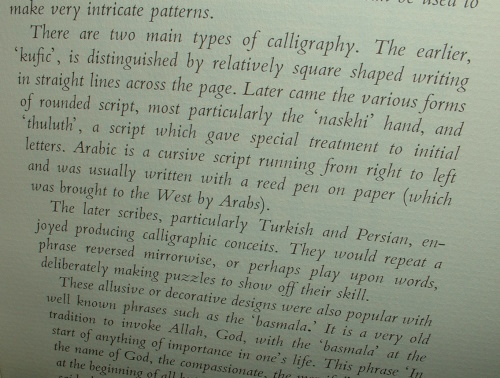 be used to
make very intricate patterns.
There are two main types of calligraphy. The earlier,
‘kufic’, is distinguished by relatively square shaped writing
in straight lines across the page. Later came the various forms
of rounded script, most particularly the ‘naskhi’ hand, and
‘thuluth’, a script which gave special treatment to initial
letters. Arabic is a cursive script running from right to left
and was usually written with a reed pen on paper (which
was brought to the West by Arabs).
The later scribes, particularly Turkish and Persian, en-
joyed producing calligraphic conceits. They would repeat a
phrase reversed mirrorwise, or perhaps play upon words,
deliberately making puzzles to show off their skill.
These allusive or decorative designs were also popular with
well known phrases such as the ‘basmala.’ It is a very old
tradition to invoke Allah, God, with the ‘basmala’ at the
start of anything of importance in one's life. This phrase ‘In
the name of God, the compassionate, the
at the beginning of all